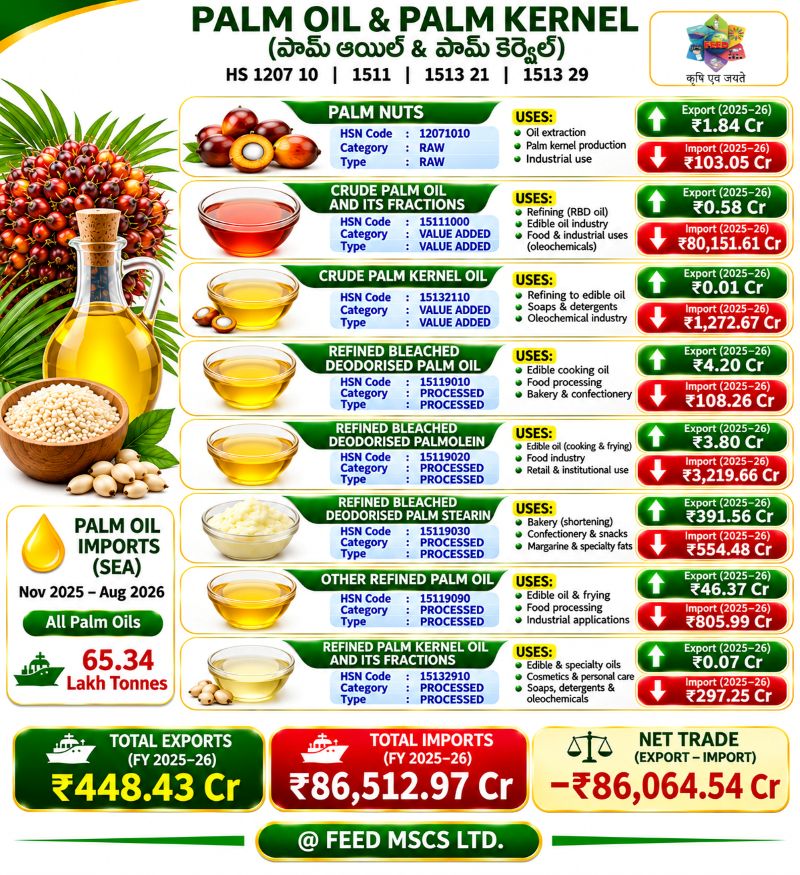 PALM OIL & PALM KERNEL
(పామ్ ఆయిల్ & పామ్ కెర్నెల్)
HS 1207 10 | 1511 | 1513 21 | 1513 29
FEED
कृषि एव जयते
PALM NUTS
HSN Code : 12071010
Category : RAW
Type : RAW
USES:
Oil extraction
Palm kernel production
Industrial use
Export (2025–26)
₹1.84 Cr
Import (2025–26)
₹103.05 Cr
CRUDE PALM OIL
AND ITS FRACTIONS
HSN Code : 15111000
Category : VALUE ADDED
Type : VALUE ADDED
USES:
Refining (RBD oil)
Edible oil industry
Food & industrial uses
(oleochemicals)
Export (2025–26)
₹0.58 Cr
Import (2025–26)
₹80,151.61 Cr
CRUDE PALM KERNEL OIL
HSN Code : 15132110
Category : VALUE ADDED
Type : VALUE ADDED
USES:
Refining to edible oil
Soaps & detergents
Oleochemical industry
Export (2025–26)
₹0.01 Cr
Import (2025–26)
₹1,272.67 Cr
REFINED BLEACHED
DEODORISED PALM OIL
HSN Code : 15119010
Category : PROCESSED
Type : PROCESSED
USES:
Edible cooking oil
Food processing
Bakery & confectionery
Export (2025–26)
₹4.20 Cr
Import (2025–26)
₹108.26 Cr
REFINED BLEACHED
DEODORISED PALMOLEIN
HSN Code : 15119020
Category : PROCESSED
Type : PROCESSED
USES:
Edible oil (cooking & frying)
Food industry
Retail & institutional use
Export (2025–26)
₹3.80 Cr
Import (2025–26)
₹3,219.66 Cr
REFINED BLEACHED
DEODORISED PALM STEARIN
HSN Code : 15119030
Category : PROCESSED
Type : PROCESSED
USES:
Bakery (shortening)
Confectionery & snacks
Margarine & specialty fats
Export (2025–26)
₹391.56 Cr
Import (2025–26)
₹554.48 Cr
OTHER REFINED PALM OIL
HSN Code : 15119090
Category : PROCESSED
Type : PROCESSED
USES:
Edible oil & frying
Food processing
Industrial applications
Export (2025–26)
₹46.37 Cr
Import (2025–26)
₹805.99 Cr
REFINED PALM KERNEL OIL
AND ITS FRACTIONS
HSN Code : 15132910
Category : PROCESSED
Type : PROCESSED
USES:
Edible & specialty oils
Cosmetics & personal care
Soaps, detergents &
oleochemicals
Export (2025–26)
₹0.07 Cr
Import (2025–26)
₹297.25 Cr
PALM OIL
IMPORTS
(SEA)
Nov 2025 – Aug 2026
All Palm Oils
65.34
Lakh Tonnes
TOTAL EXPORTS
(FY 2025–26)
₹448.43 Cr
TOTAL IMPORTS
(FY 2025–26)
₹86,512.97 Cr
NET TRADE
(EXPORT – IMPORT)
–₹86,064.54 Cr
@ FEED MSCS LTD.